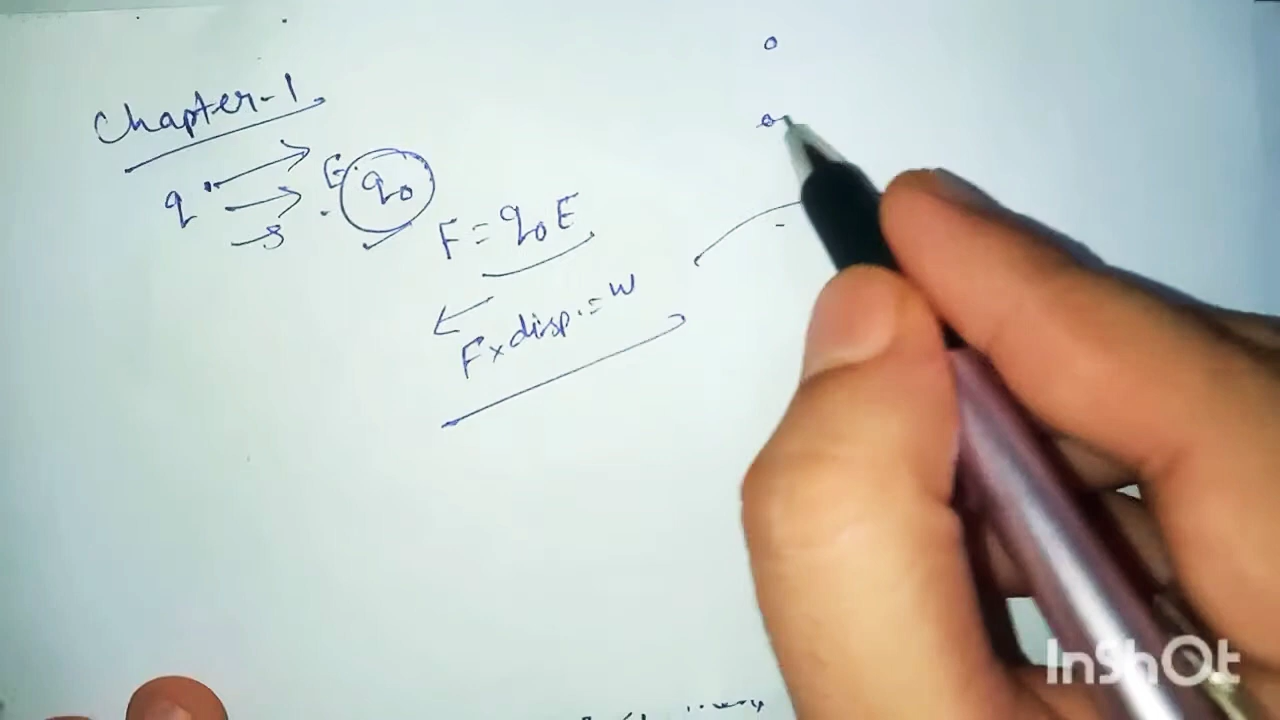 Chapter-1
q E q₀
F = q₀E
F × disp. = W
InShOt